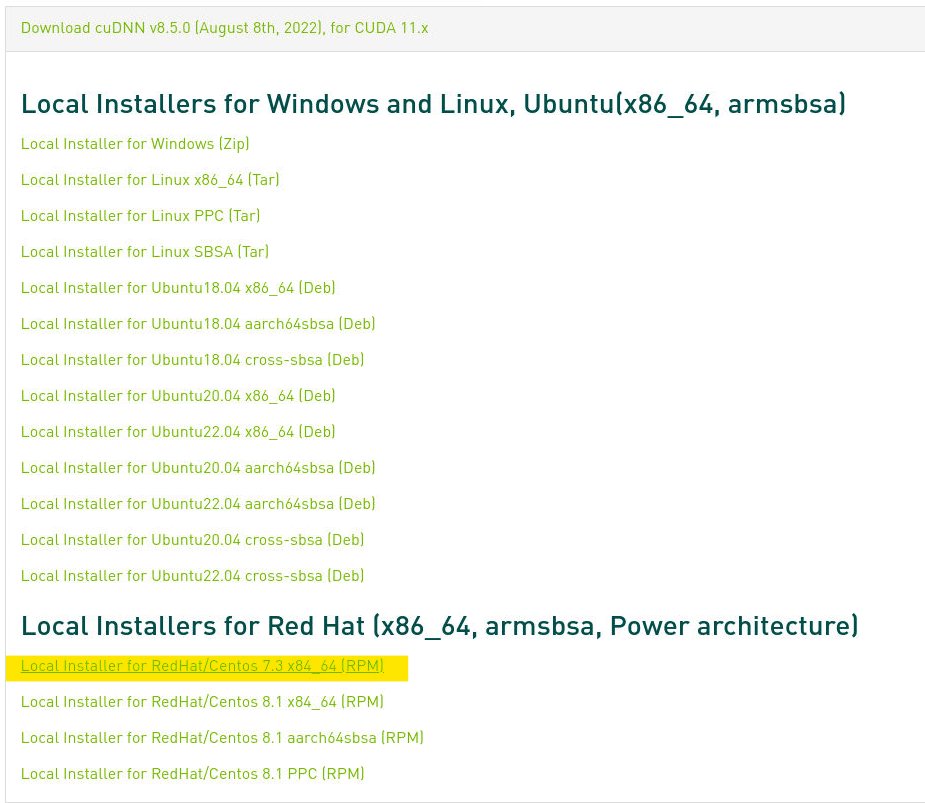 Download cuDNN v8.5.0 (August 8th, 2022), for CUDA 11.x
Local Installers for Windows and Linux, Ubuntu(x86_64, armsbsa)
Local Installer for Windows (Zip)
Local Installer for Linux x86_64 (Tar)
Local Installer for Linux PPC (Tar)
Local Installer for Linux SBSA (Tar)
Local Installer for Ubuntu18.04 x86_64 (Deb)
Local Installer for Ubuntu18.04 aarch64sbsa (Deb)
Local Installer for Ubuntu18.04 cross-sbsa (Deb)
Local Installer for Ubuntu20.04 x86_64 (Deb)
Local Installer for Ubuntu22.04 x86_64 (Deb)
Local Installer for Ubuntu20.04 aarch64sbsa (Deb)
Local Installer for Ubuntu22.04 aarch64sbsa (Deb)
Local Installer for Ubuntu20.04 cross-sbsa (Deb)
Local Installer for Ubuntu22.04 cross-sbsa (Deb)
Local Installers for Red Hat (x86_64, armsbsa, Power architecture)
Local Installer for RedHat/Centos 7.3 x84_64 (RPM)
Local Installer for RedHat/Centos 8.1 x84_64 (RPM)
Local Installer for RedHat/Centos 8.1 aarch64sbsa (RPM)
Local Installer for RedHat/Centos 8.1 PPC (RPM)